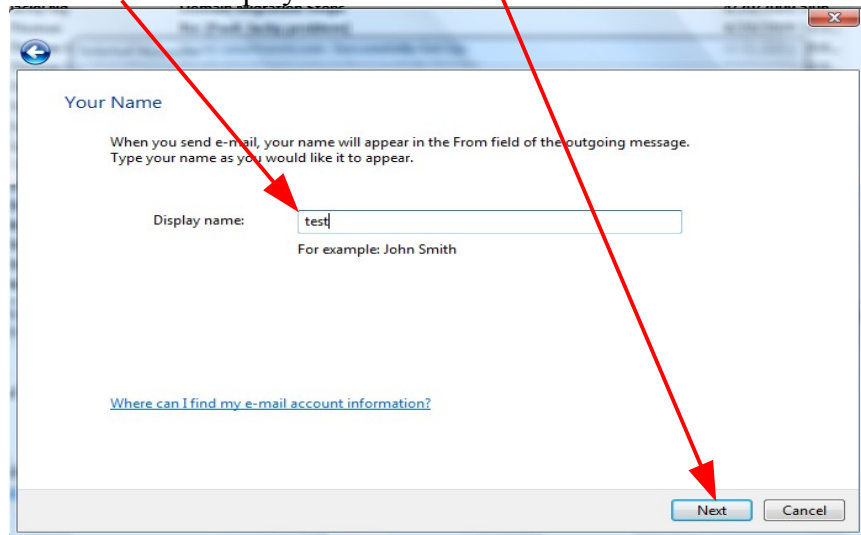 Your Name
When you send e-mail, your name will appear in the From field of the outgoing message.
Type your name as you would like it to appear.
Display name: test
For example: John Smith
Where can I find my e-mail account information?
Next Cancel